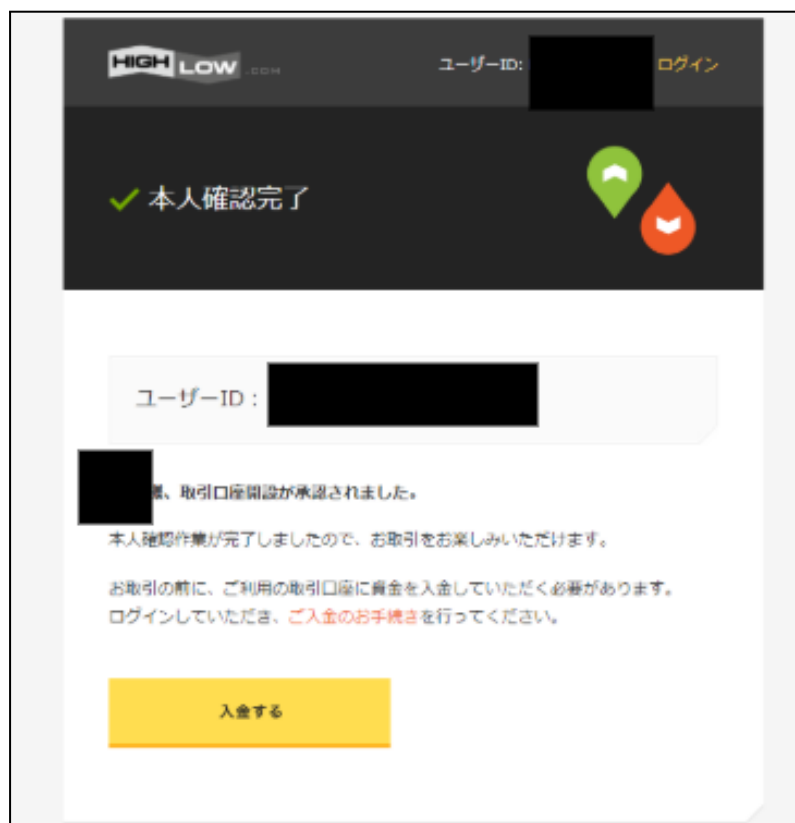 HIGH LOW .COM
ユーザーID:
ログイン
本人確認完了
ユーザーID：
様、取引口座開設が承認されました。
本人確認作業が完了しましたので、お取引をお楽しみいただけます。
お取引の前に、ご利用の取引口座に資金を入金していただく必要があります。
ログインしていただき、ご入金のお手続きを行ってください。
入金する